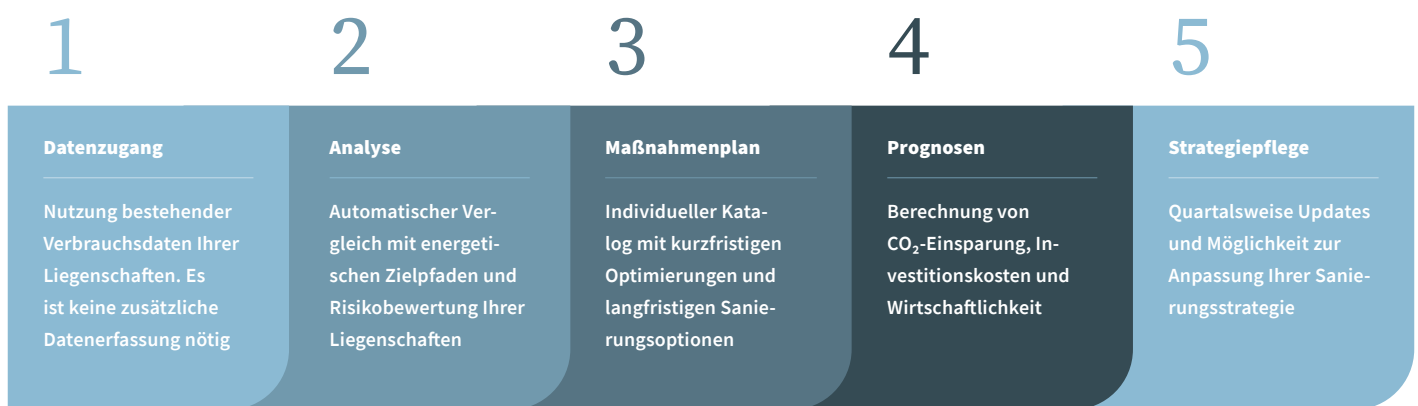 1
Datenzugang
Nutzung bestehender
Verbrauchsdaten Ihrer
Liegenschaften. Es
ist keine zusätzliche
Datenerfassung nötig
2
Analyse
Automatischer Ver-
gleich mit energeti-
schen Zielpfaden und
Risikobewertung Ihrer
Liegenschaften
3
Maßnahmenplan
Individueller Kata-
log mit kurzfristigen
Optimierungen und
langfristigen Sanie-
rungsoptionen
4
Prognosen
Berechnung von
CO₂-Einsparung, In-
vestitionskosten und
Wirtschaftlichkeit
5
Strategiepflege
Quartalsweise Updates
und Möglichkeit zur
Anpassung Ihrer Sanie-
rungsstrategie